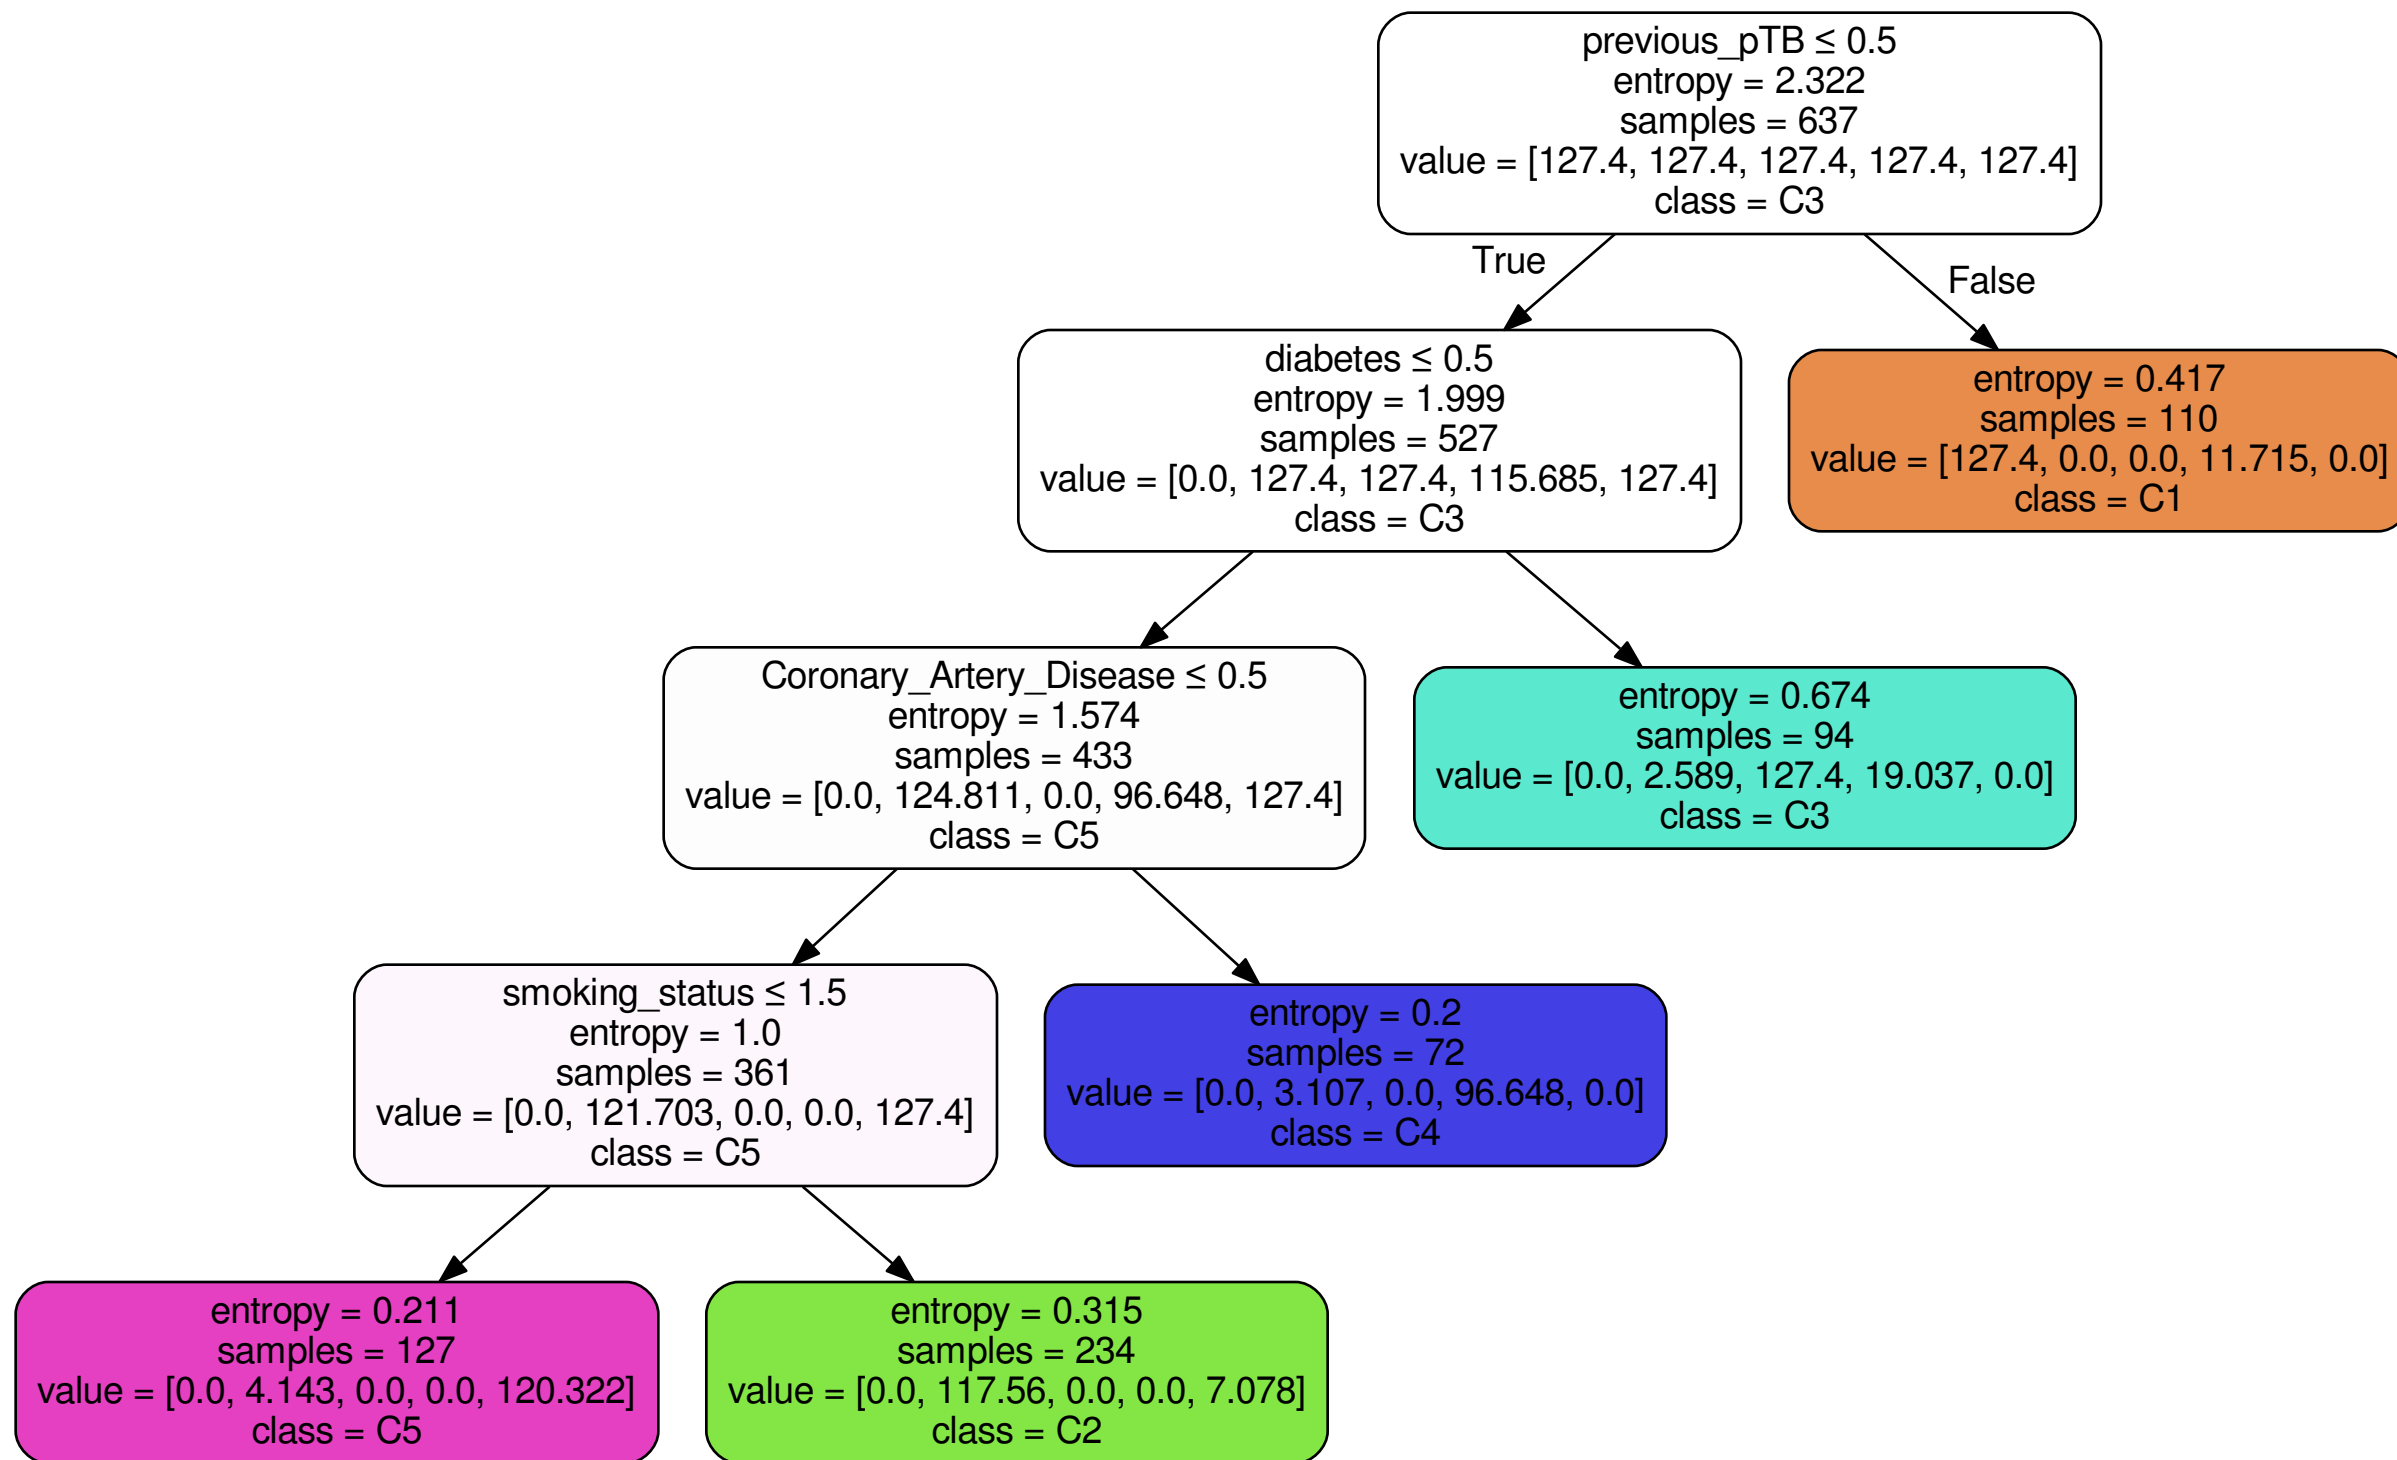 previous_pTB ≤ 0.5
entropy = 2.322
samples = 637
value = [127.4, 127.4, 127.4, 127.4, 127.4]
class = C3
True
False
diabetes ≤ 0.5
entropy = 1.999
samples = 527
value = [0.0, 127.4, 127.4, 115.685, 127.4]
class = C3
entropy = 0.417
samples = 110
value = [127.4, 0.0, 0.0, 11.715, 0.0]
class = C1
Coronary_Artery_Disease ≤ 0.5
entropy = 1.574
samples = 433
value = [0.0, 124.811, 0.0, 96.648, 127.4]
class = C5
entropy = 0.674
samples = 94
value = [0.0, 2.589, 127.4, 19.037, 0.0]
class = C3
smoking_status ≤ 1.5
entropy = 1.0
samples = 361
value = [0.0, 121.703, 0.0, 0.0, 127.4]
class = C5
entropy = 0.2
samples = 72
value = [0.0, 3.107, 0.0, 96.648, 0.0]
class = C4
entropy = 0.211
samples = 127
value = [0.0, 4.143, 0.0, 0.0, 120.322]
class = C5
entropy = 0.315
samples = 234
value = [0.0, 117.56, 0.0, 0.0, 7.078]
class = C2